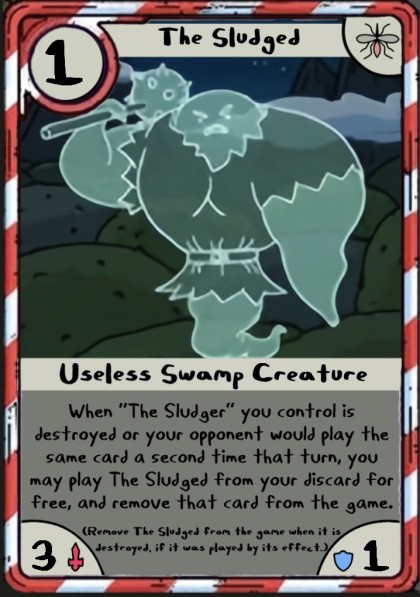 1
The Sludged
Useless Swamp Creature
When "The Sludger" you control is
destroyed or your opponent would play the
same card a second time that turn, you
may play The Sludged from your discard for
free, and remove that card from the game.
(Remove The Sludged from the game when it is
destroyed, if it was played by its effect.)
3
1